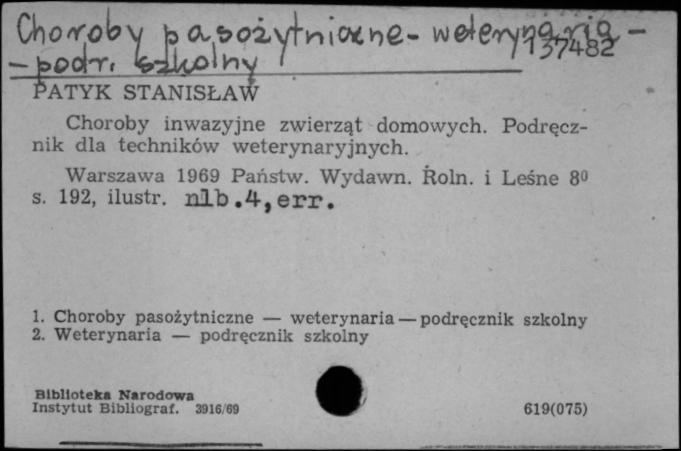 Choroby pasożytnicze - weterynaria -
137482
- podr. szkolny
PATYK STANISŁAW
Choroby inwazyjne zwierząt domowych. Podręcz-
nik dla techników weterynaryjnych.
Warszawa 1969 Państw. Wydawn. Roln. i Leśne 8⁰
s. 192, ilustr. nlb.4,err.
1. Choroby pasożytniczne — weterynaria — podręcznik szkolny
2. Weterynaria — podręcznik szkolny
Biblioteka Narodowa
Instytut Bibliograf. 3916/69
619(075)